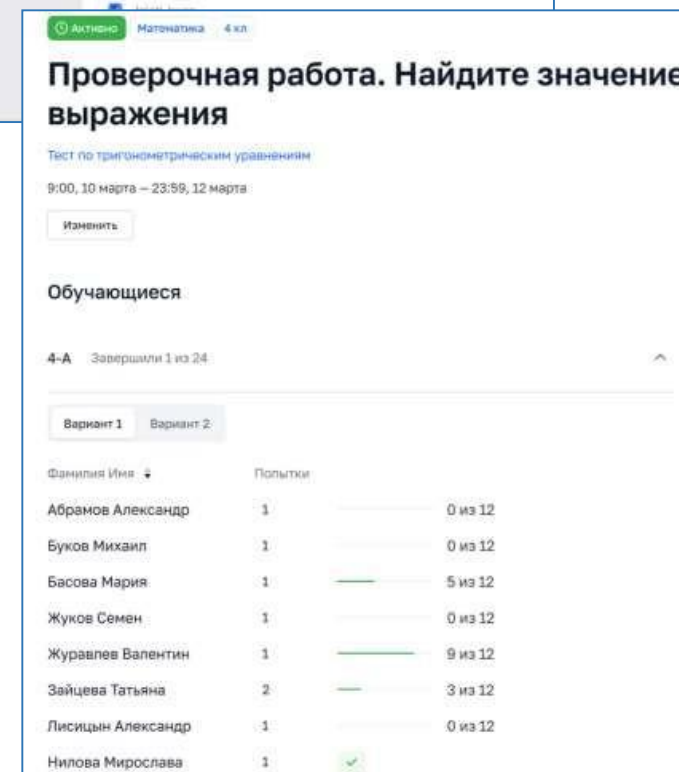 Активно Математика 4 кл
Проверочная работа. Найдите значение
выражения
Тест по тригонометрическим уравнениям
9:00, 10 марта — 23:59, 12 марта
Изменить
Обучающиеся
4-А Завершили 1 из 24
Вариант 1 Вариант 2
Фамилия Имя Попытки
Абрамов Александр 1 0 из 12
Буков Михаил 1 0 из 12
Басова Мария 1 5 из 12
Жуков Семен 1 0 из 12
Журавлев Валентин 1 9 из 12
Зайцева Татьяна 2 3 из 12
Лисицын Александр 1 0 из 12
Нилова Мирослава 1